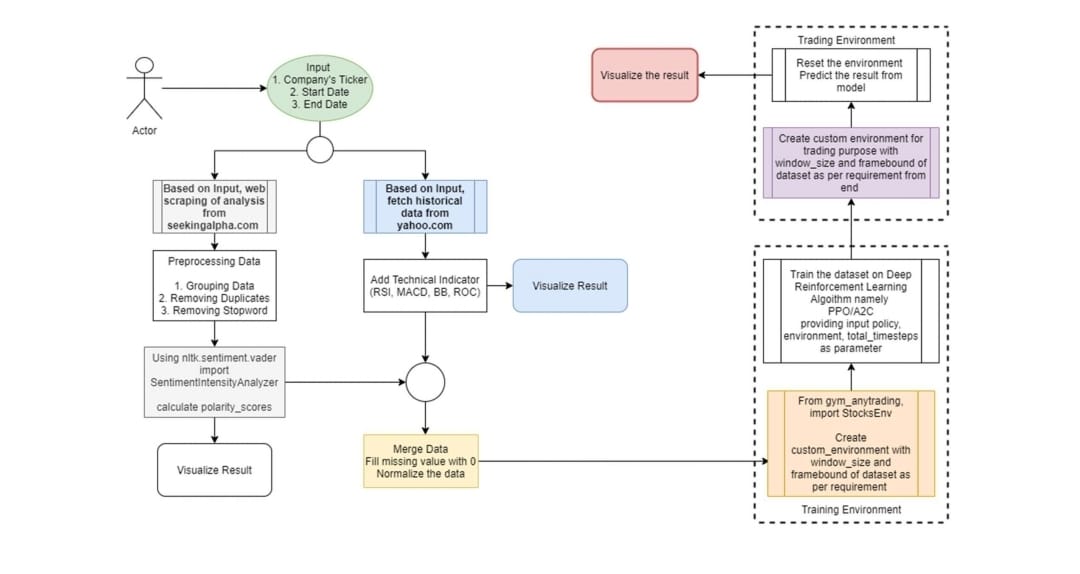 Actor
Input
1. Company's Ticker
2. Start Date
3. End Date
Based on Input, web
scraping of analysis
from
seekingalpha.com
Based on Input,
fetch historical
data from
yahoo.com
Preprocessing Data
1. Grouping Data
2. Removing Duplicates
3. Removing Stopword
Add Technical Indicator
(RSI, MACD, BB, ROC)
Visualize Result
Using nltk.sentiment.vader
import
SentimentIntensityAnalyzer
calculate polarity_scores
Visualize Result
Merge Data
Fill missing value with 0
Normalize the data
From gym_anytrading,
import StocksEnv
Create
custom_environment with
window_size and
framebound of dataset as
per requirement
Training Environment
Train the dataset on Deep
Reinforcement Learning
Algoithm namely
PPO/A2C
providing input policy,
environment, total_timesteps
as parameter
Create custom environment for
trading purpose with
window_size and framebound of
dataset as per requirement from
end
Trading Environment
Reset the environment
Predict the result from
model
Visualize the result